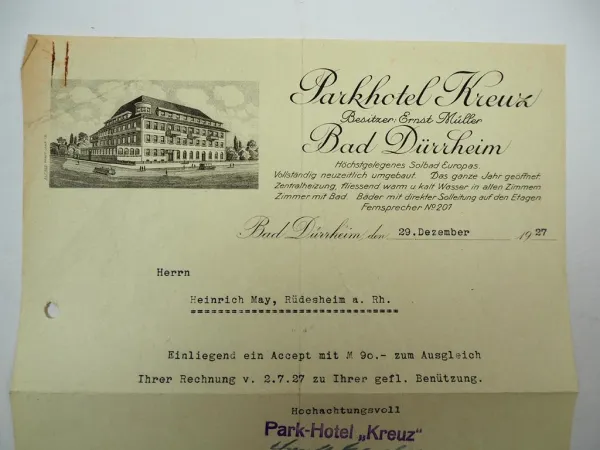 Parkhotel Kreuz
Besitzer: Ernst Müller
Bad Dürrheim
Höchstgelegenes Solbad Europas.
Vollständig neuzeitlich umgebaut. Das ganze Jahr geöffnet.
Zentralheizung, fliessend warm u. kalt Wasser in allen Zimmern
Zimmer mit Bad. Bäder mit direkter Solleitung auf den Etagen
Fernsprecher No 201
Bad Dürrheim den 29.Dezember 1927
Herrn
Heinrich May, Rüdesheim a. Rh.
Einliegend ein Accept mit M 90.- zum Ausgleich
Ihrer Rechnung v. 2.7.27 zu Ihrer gefl. Benützung.
Hochachtungsvoll
Park-Hotel „Kreuz"